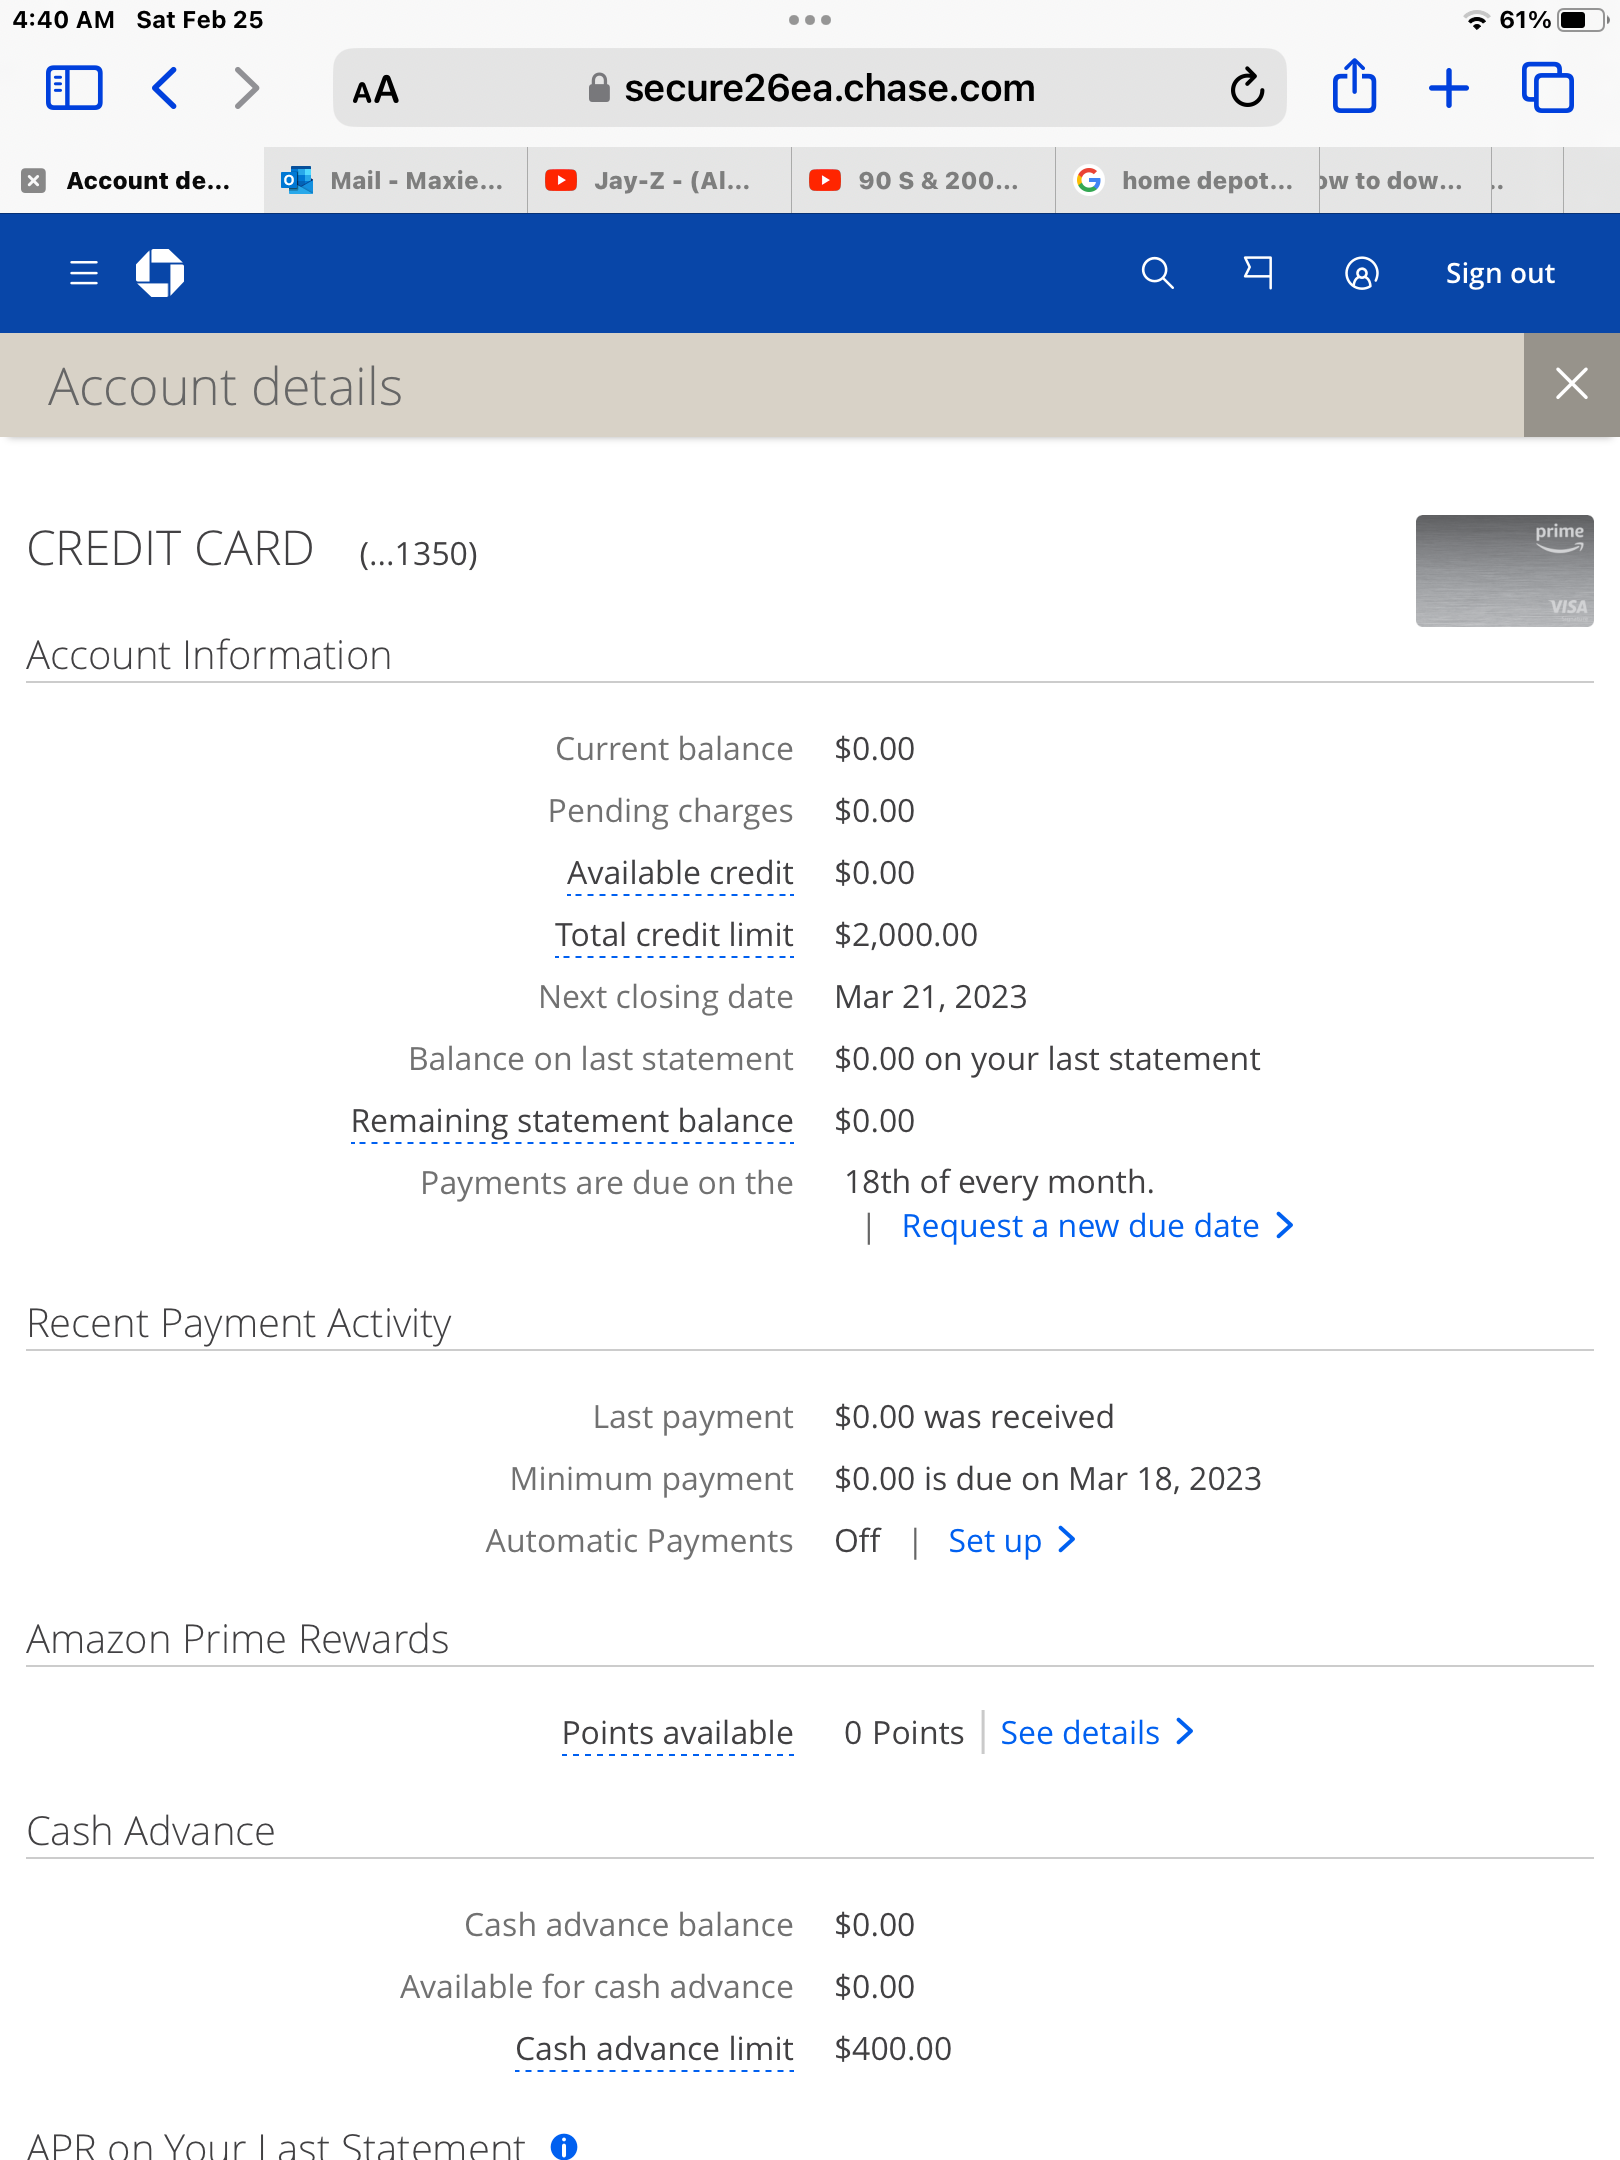 4:40 AM Sat Feb 25
61%
AA
secure26ea.chase.com
Account de...
Mail - Maxie...
Jay-Z - (Al...
90 S & 200...
home depot...
ow to dow...
..
Sign out
Account details
CREDIT CARD (...1350)
prime
VISA
Account Information
Current balance $0.00
Pending charges $0.00
Available credit $0.00
Total credit limit $2,000.00
Next closing date Mar 21, 2023
Balance on last statement $0.00 on your last statement
Remaining statement balance $0.00
Payments are due on the 18th of every month.
| Request a new due date
Recent Payment Activity
Last payment $0.00 was received
Minimum payment $0.00 is due on Mar 18, 2023
Automatic Payments Off | Set up
Amazon Prime Rewards
Points available 0 Points | See details
Cash Advance
Cash advance balance $0.00
Available for cash advance $0.00
Cash advance limit $400.00
APR on Your Last Statement